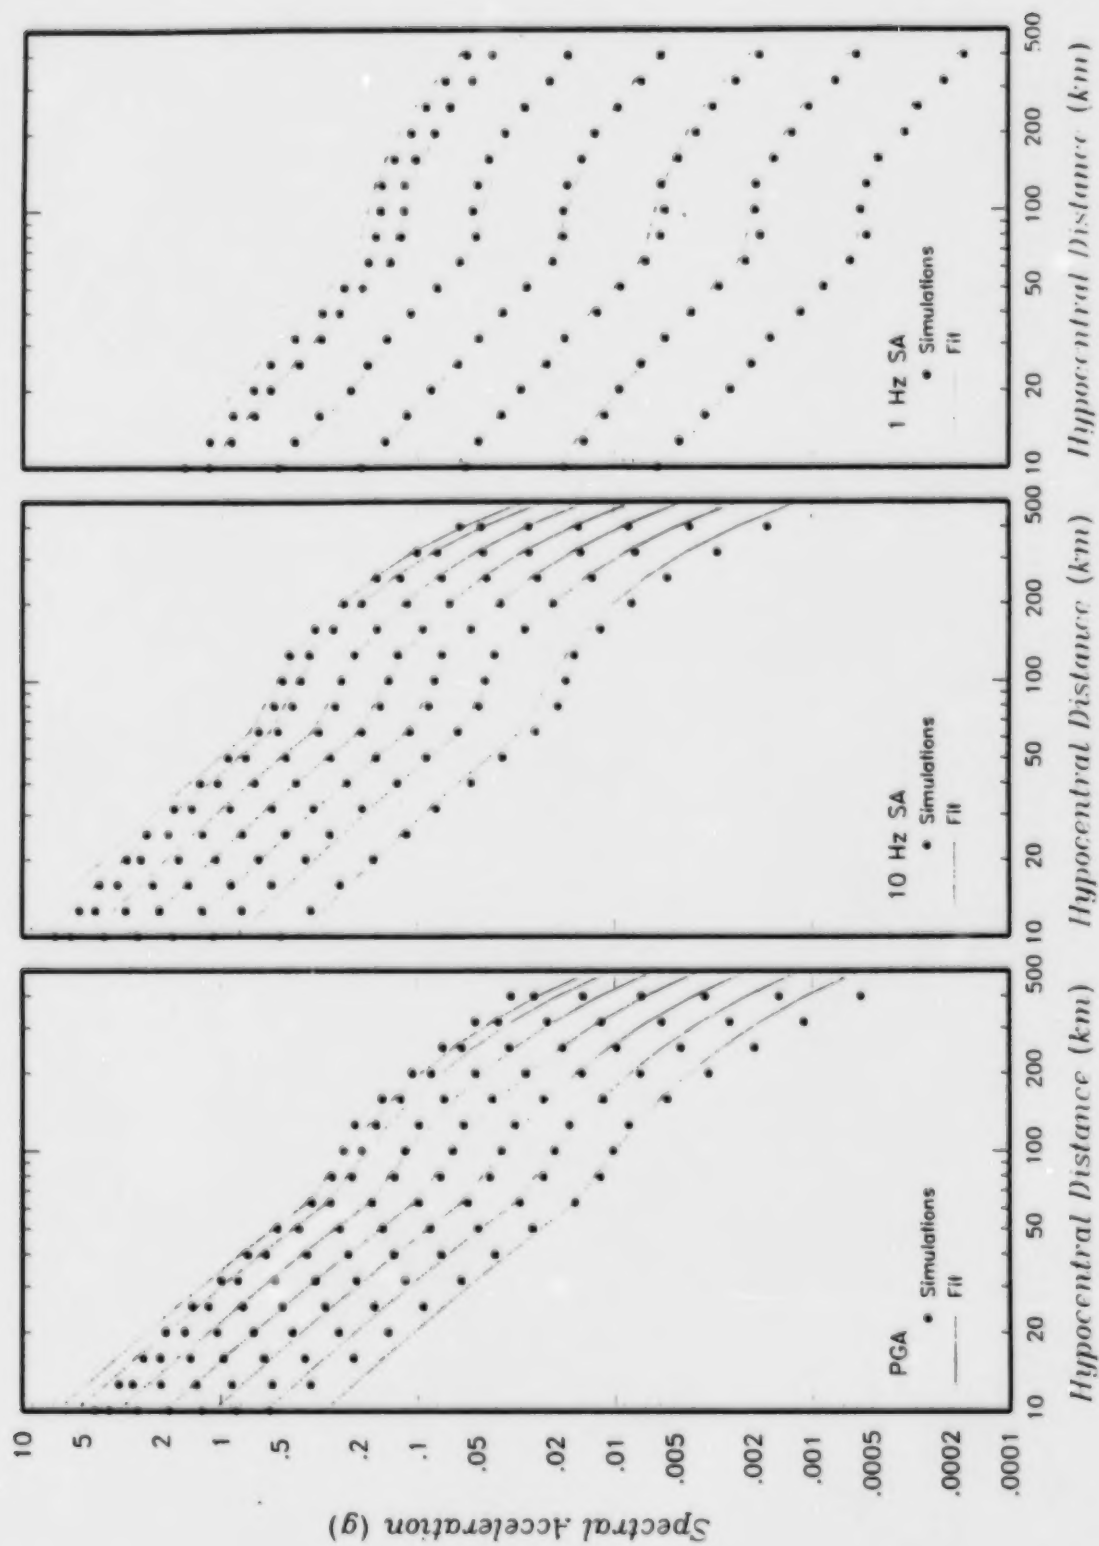 Spectral Acceleration (g)
10
5
2
1
.5
.2
.1
.05
.02
.01
.005
.002
.001
.0005
.0002
.0001
PGA
Simulations
Fit
10 20 50 100 200 500
Hypocentral Distance (km)
10 Hz SA
Simulations
Fit
10 20 50 100 200 500
Hypocentral Distance (km)
1 Hz SA
Simulations
Fit
10 20 50 100 200 500
Hypocentral Distance (km)